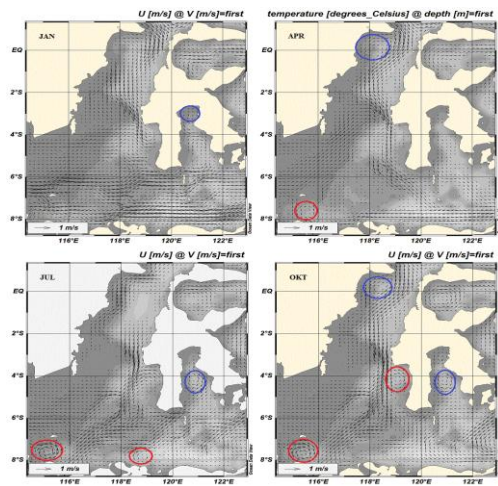 U [m/s] @ V [m/s]=first
JAN
EQ
2°S
4°S
6°S
8°S
1 m/s
116°E
118°E
120°E
122°E
temperature [degrees_Celsius] @ depth [m]=first
APR
EQ
2°S
4°S
6°S
8°S
1 m/s
116°E
118°E
120°E
122°E
U [m/s] @ V [m/s]=first
JUL
EQ
2°S
4°S
6°S
8°S
1 m/s
116°E
118°E
120°E
122°E
U [m/s] @ V [m/s]=first
OKT
EQ
2°S
4°S
6°S
8°S
1 m/s
116°E
118°E
120°E
122°E